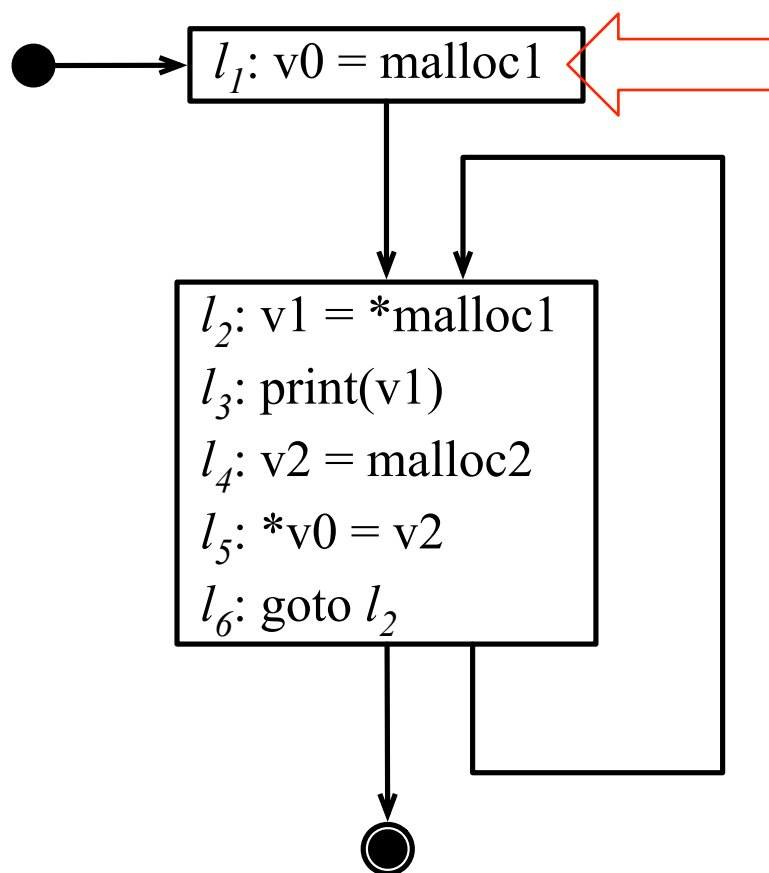 l1: v0 = malloc1
l2: v1 = *malloc1
l3: print(v1)
l4: v2 = malloc2
l5: *v0 = v2
l6: goto l2